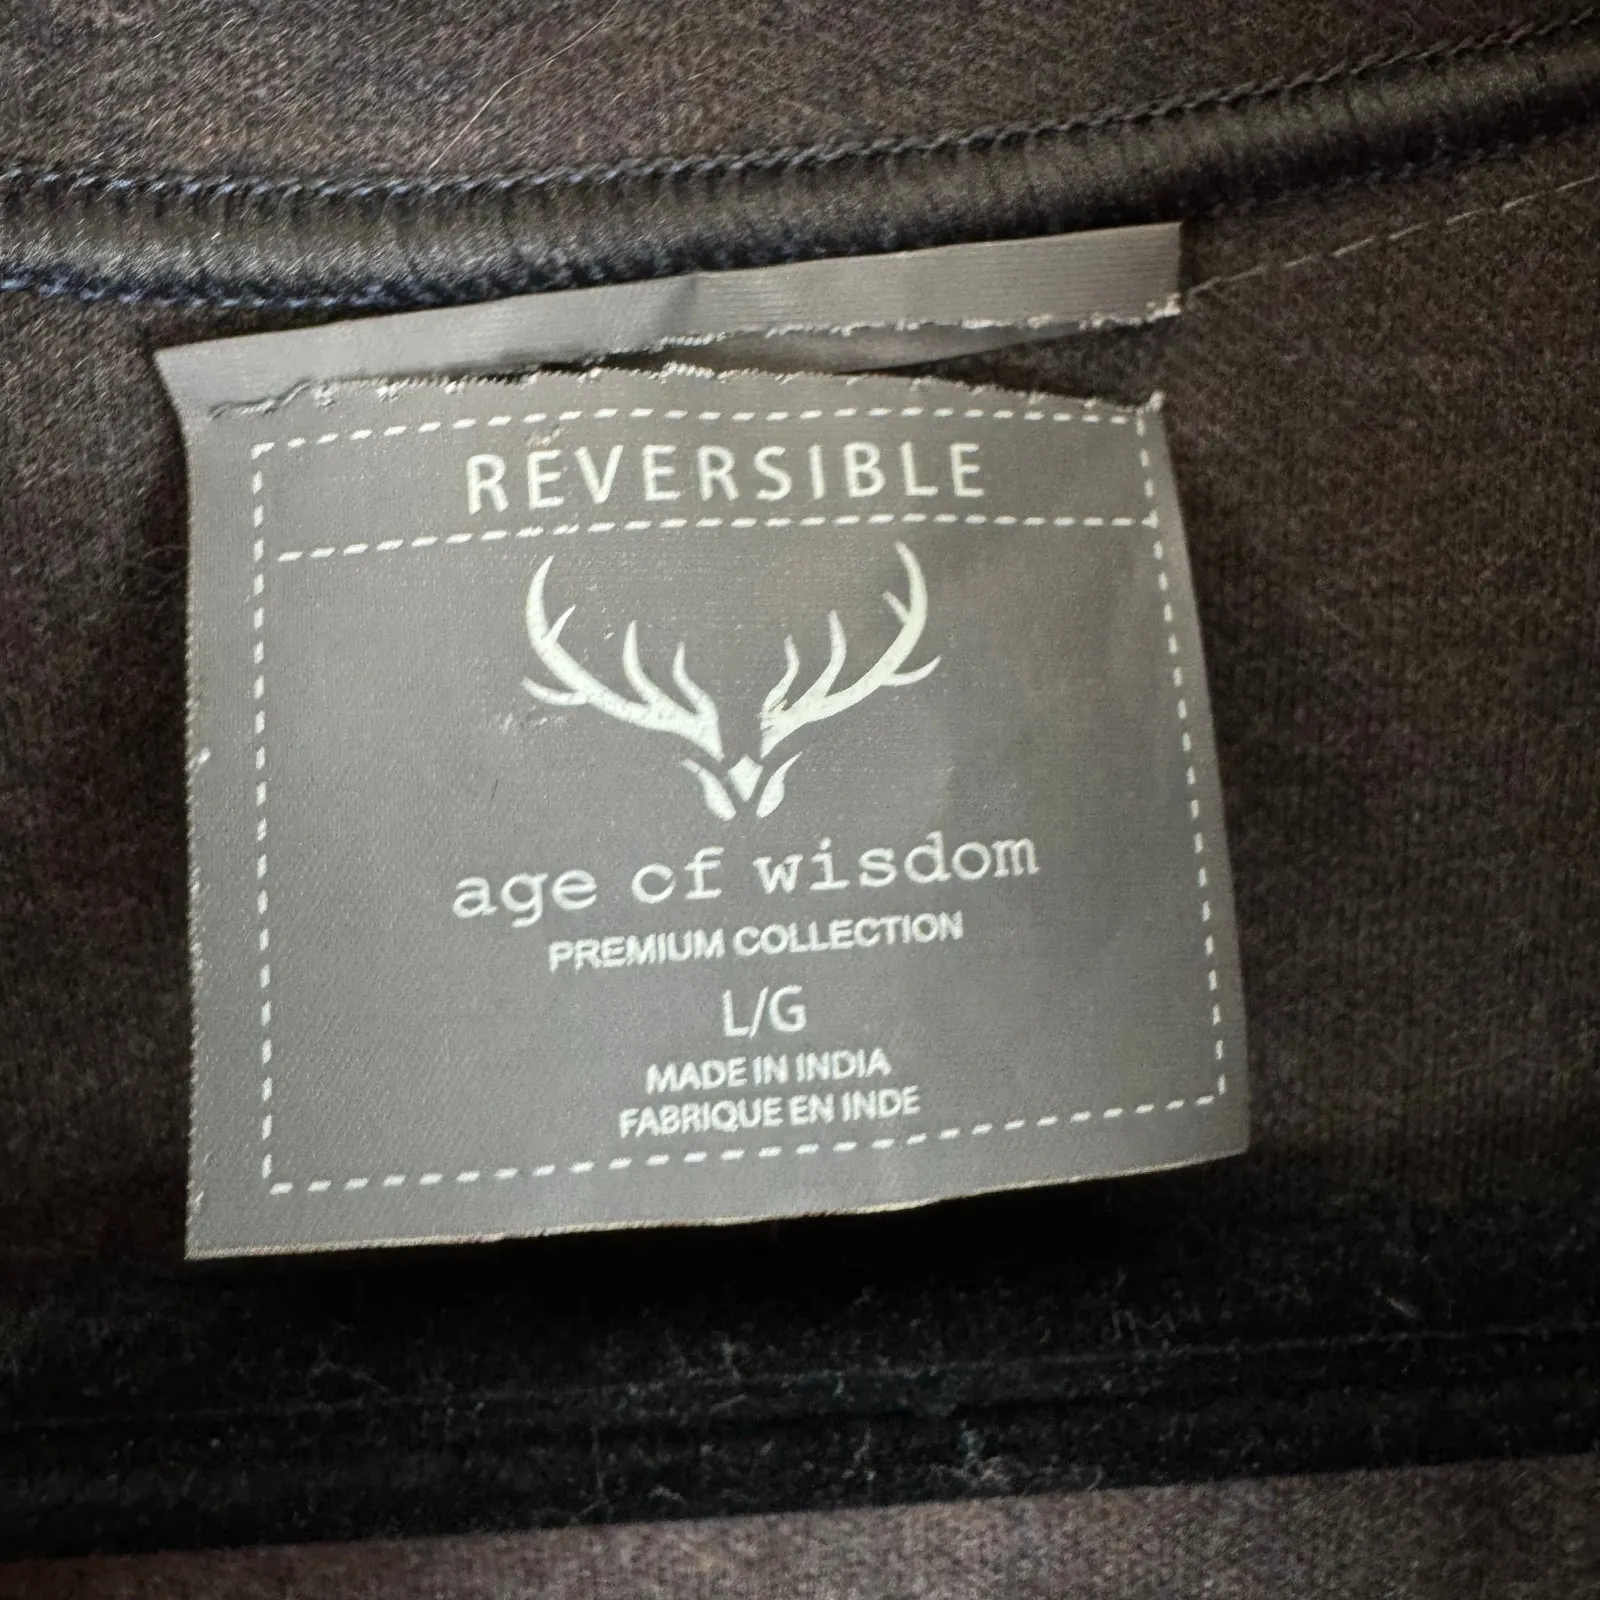 REVERSIBLE
age of wisdom
PREMIUM COLLECTION
L/G
MADE IN INDIA
FABRIQUE EN INDE